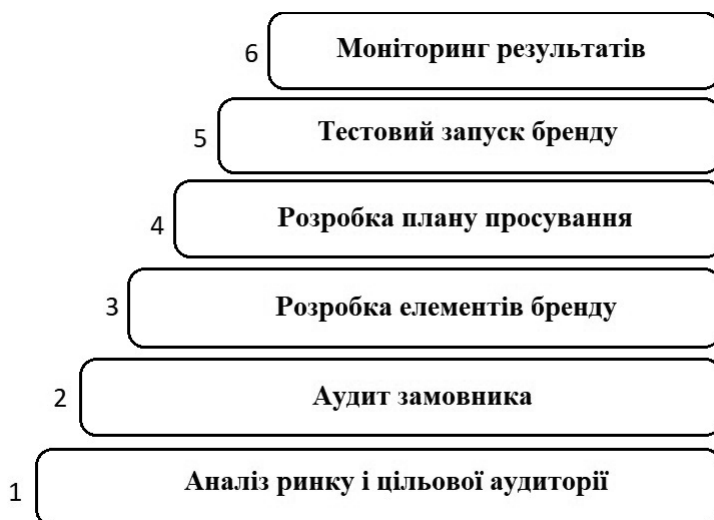 6 Моніторинг результатів
5 Тестовий запуск бренду
4 Розробка плану просування
3 Розробка елементів бренду
2 Аудит замовника
1 Аналіз ринку і цільової аудиторії